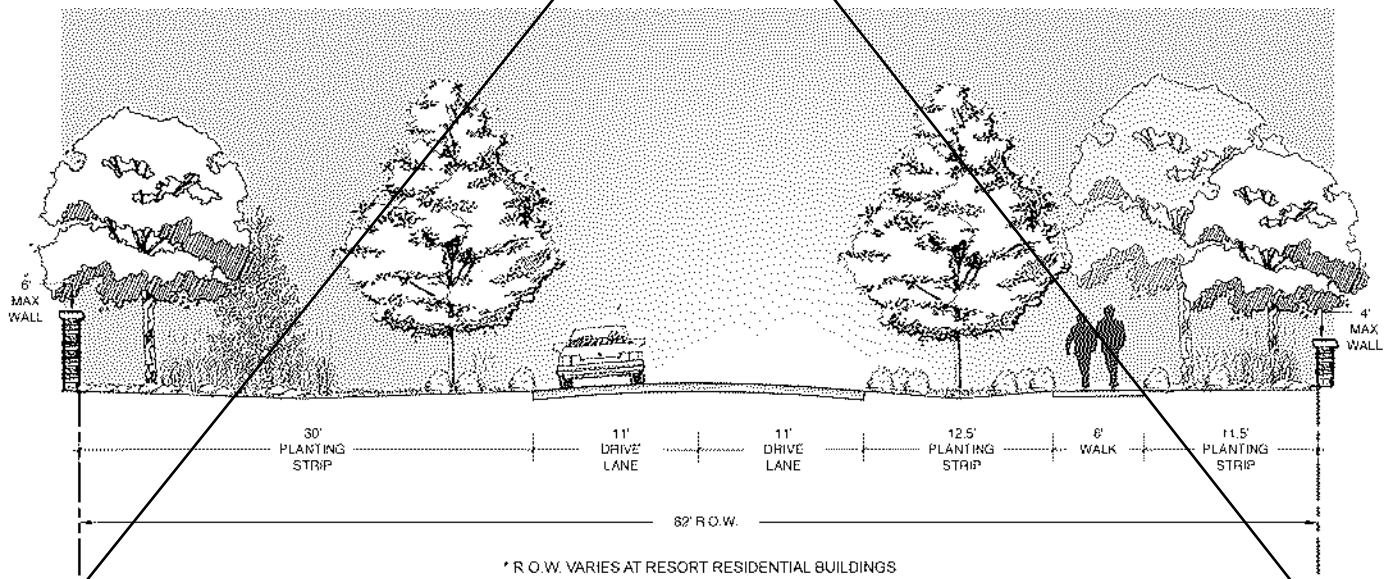 6'
MAX
WALL
4'
MAX
WALL
30'
PLANTING
STRIP
11'
DRIVE
LANE
11'
DRIVE
LANE
12.5'
PLANTING
STRIP
6'
WALK
11.5'
PLANTING
STRIP
82' R.O.W.
* R.O.W. VARIES AT RESORT RESIDENTIAL BUILDINGS